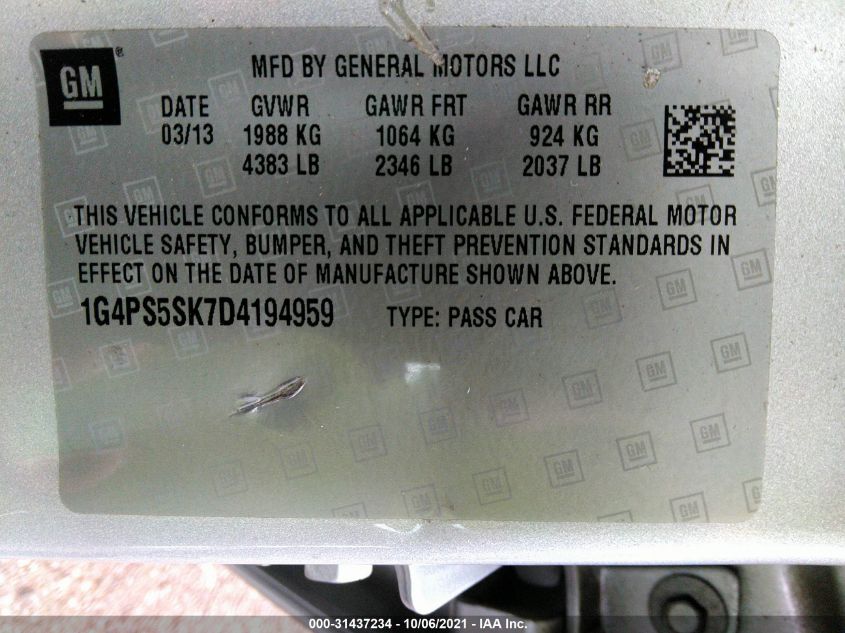 GM
MFD BY GENERAL MOTORS LLC
DATE GVWR GAWR FRT GAWR RR
03/13 1988 KG 1064 KG 924 KG
4383 LB 2346 LB 2037 LB
THIS VEHICLE CONFORMS TO ALL APPLICABLE U.S. FEDERAL MOTOR
VEHICLE SAFETY, BUMPER, AND THEFT PREVENTION STANDARDS IN
EFFECT ON THE DATE OF MANUFACTURE SHOWN ABOVE.
1G4PS5SK7D4194959 TYPE: PASS CAR
000-31437234 - 10/06/2021 - IAA Inc.